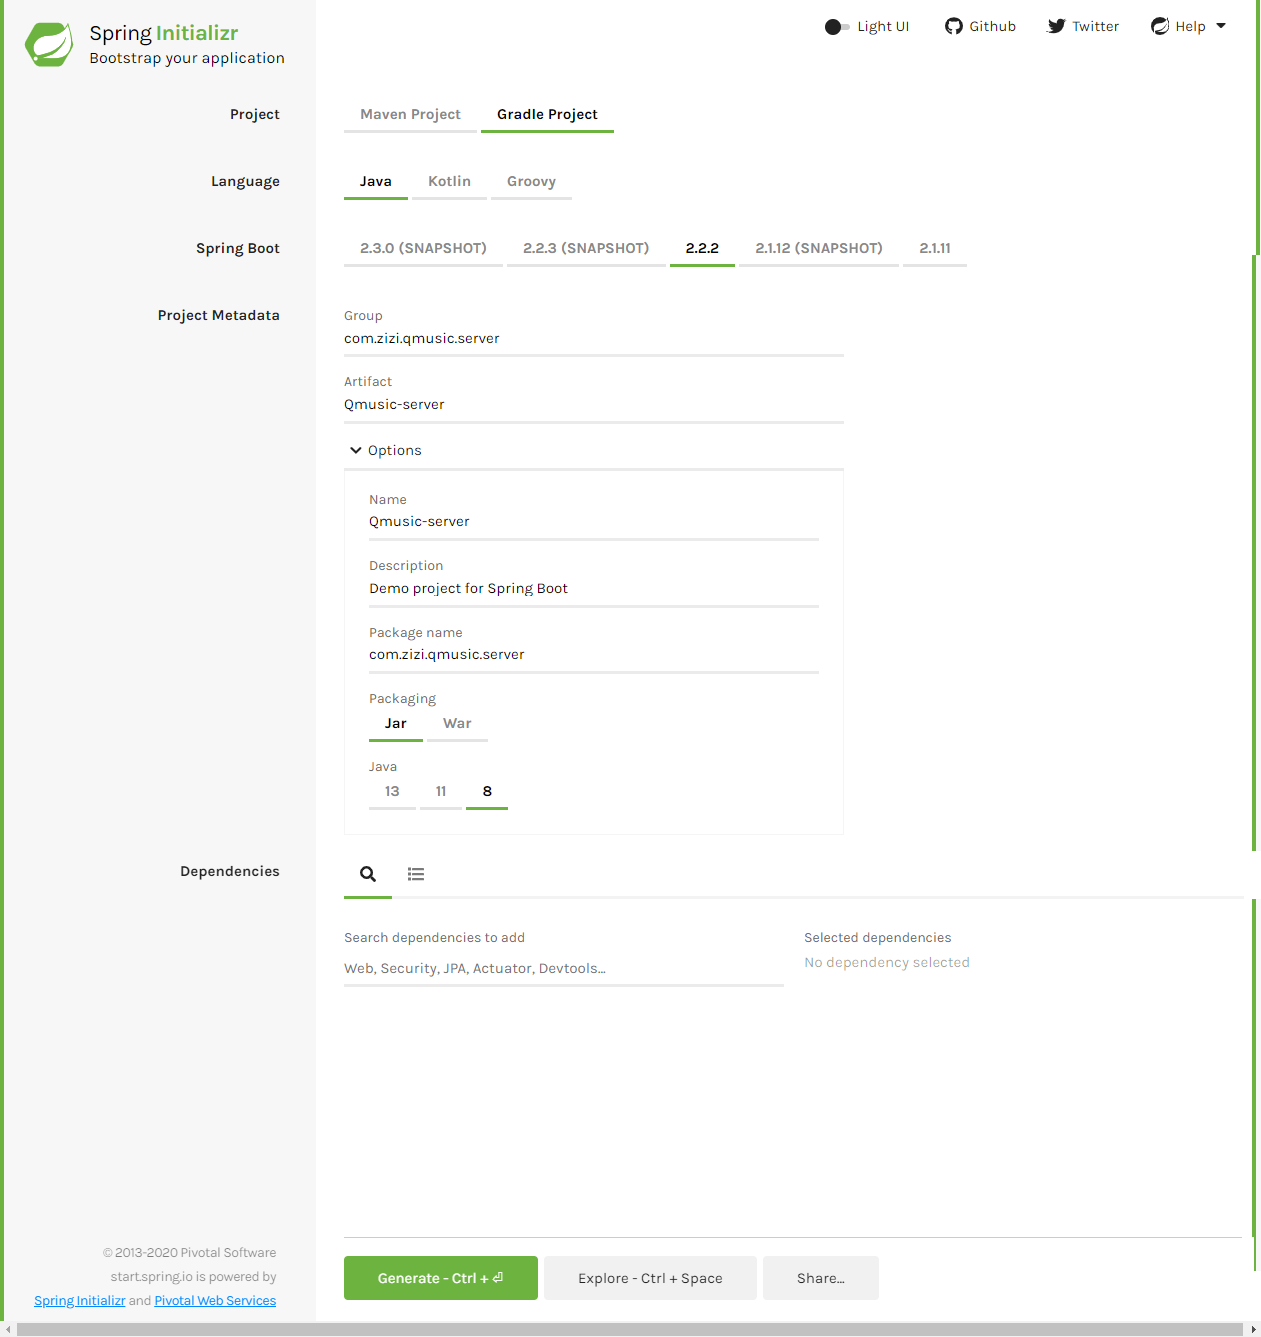 Spring Initializr
Bootstrap your application
Light UI
Github
Twitter
Help
Project
Maven Project
Gradle Project
Language
Java
Kotlin
Groovy
Spring Boot
2.3.0 (SNAPSHOT)
2.2.3 (SNAPSHOT)
2.2.2
2.1.12 (SNAPSHOT)
2.1.11
Project Metadata
Group
com.zizi.qmusic.server
Artifact
Qmusic-server
Options
Name
Qmusic-server
Description
Demo project for Spring Boot
Package name
com.zizi.qmusic.server
Packaging
Jar
War
Java
13
11
8
Dependencies
Search dependencies to add
Web, Security, JPA, Actuator, Devtools...
Selected dependencies
No dependency selected
© 2013-2020 Pivotal Software
start.spring.io is powered by
Spring Initializr and Pivotal Web Services
Generate - Ctrl + ⏎
Explore - Ctrl + Space
Share...